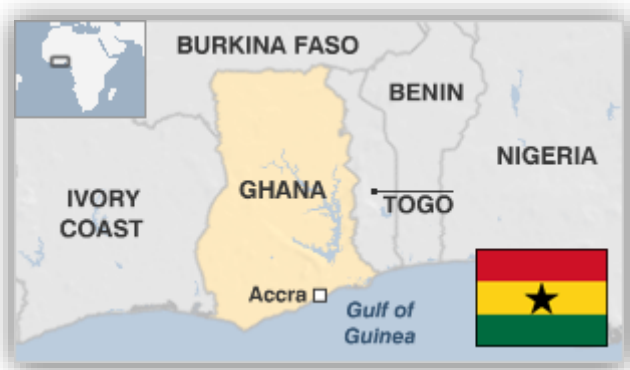 BURKINA FASO
BENIN
NIGERIA
GHANA
IVORY
COAST
TOGO
Accra
Gulf of
Guinea